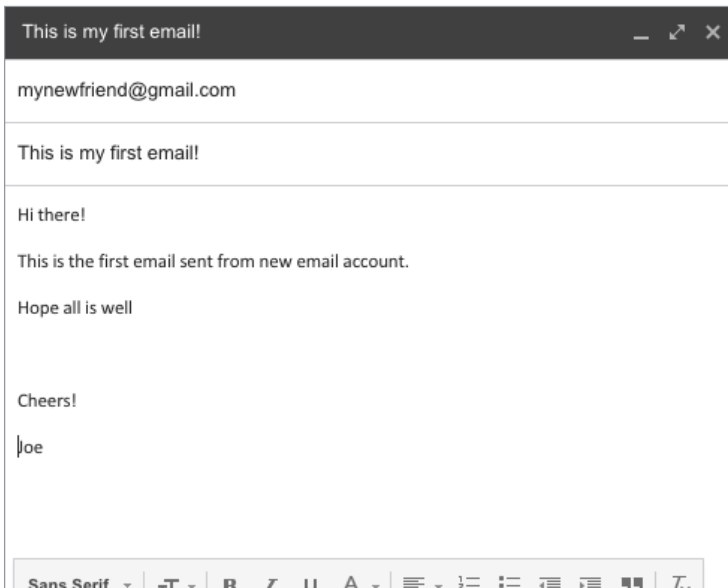 This is my first email!
mynewfriend@gmail.com
This is my first email!
Hi there!
This is the first email sent from new email account.
Hope all is well
Cheers!
Joe
Sans Serif